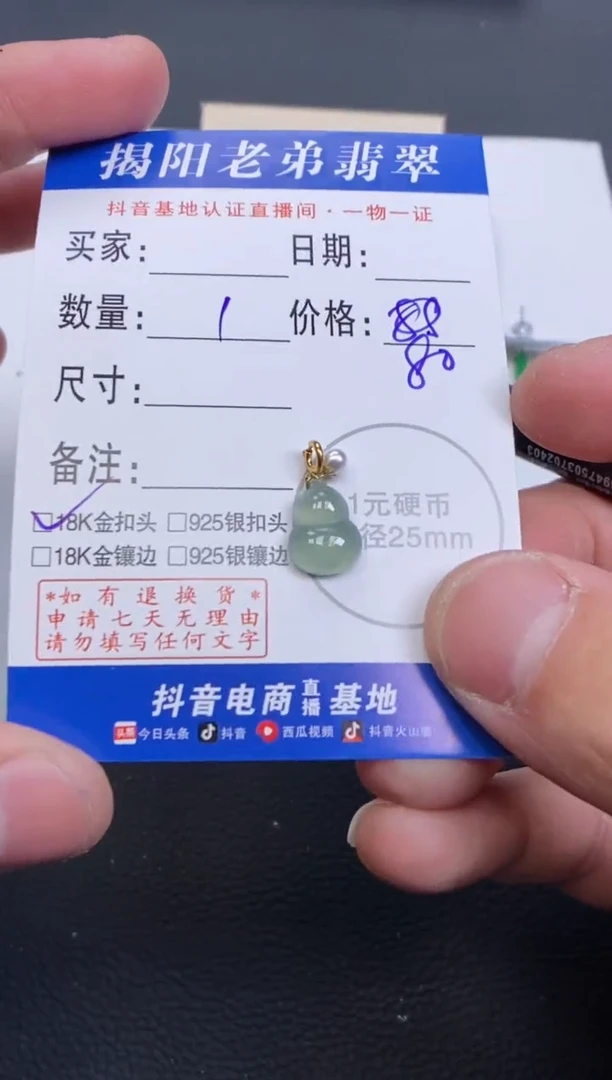 揭阳老弟翡翠
抖音基地认证直播间·一物一证
买家: 日期:
数量: 1 价格:
80
尺寸:
备注:
1元硬币
径25mm
18K金扣头 925银扣头
18K金镶边 925银镶边
*如有退换货*
申请七天无理由
请勿填写任何文字
抖音电商直播基地
头条 今日头条 抖音 西瓜视频 抖音火山
0947503702403